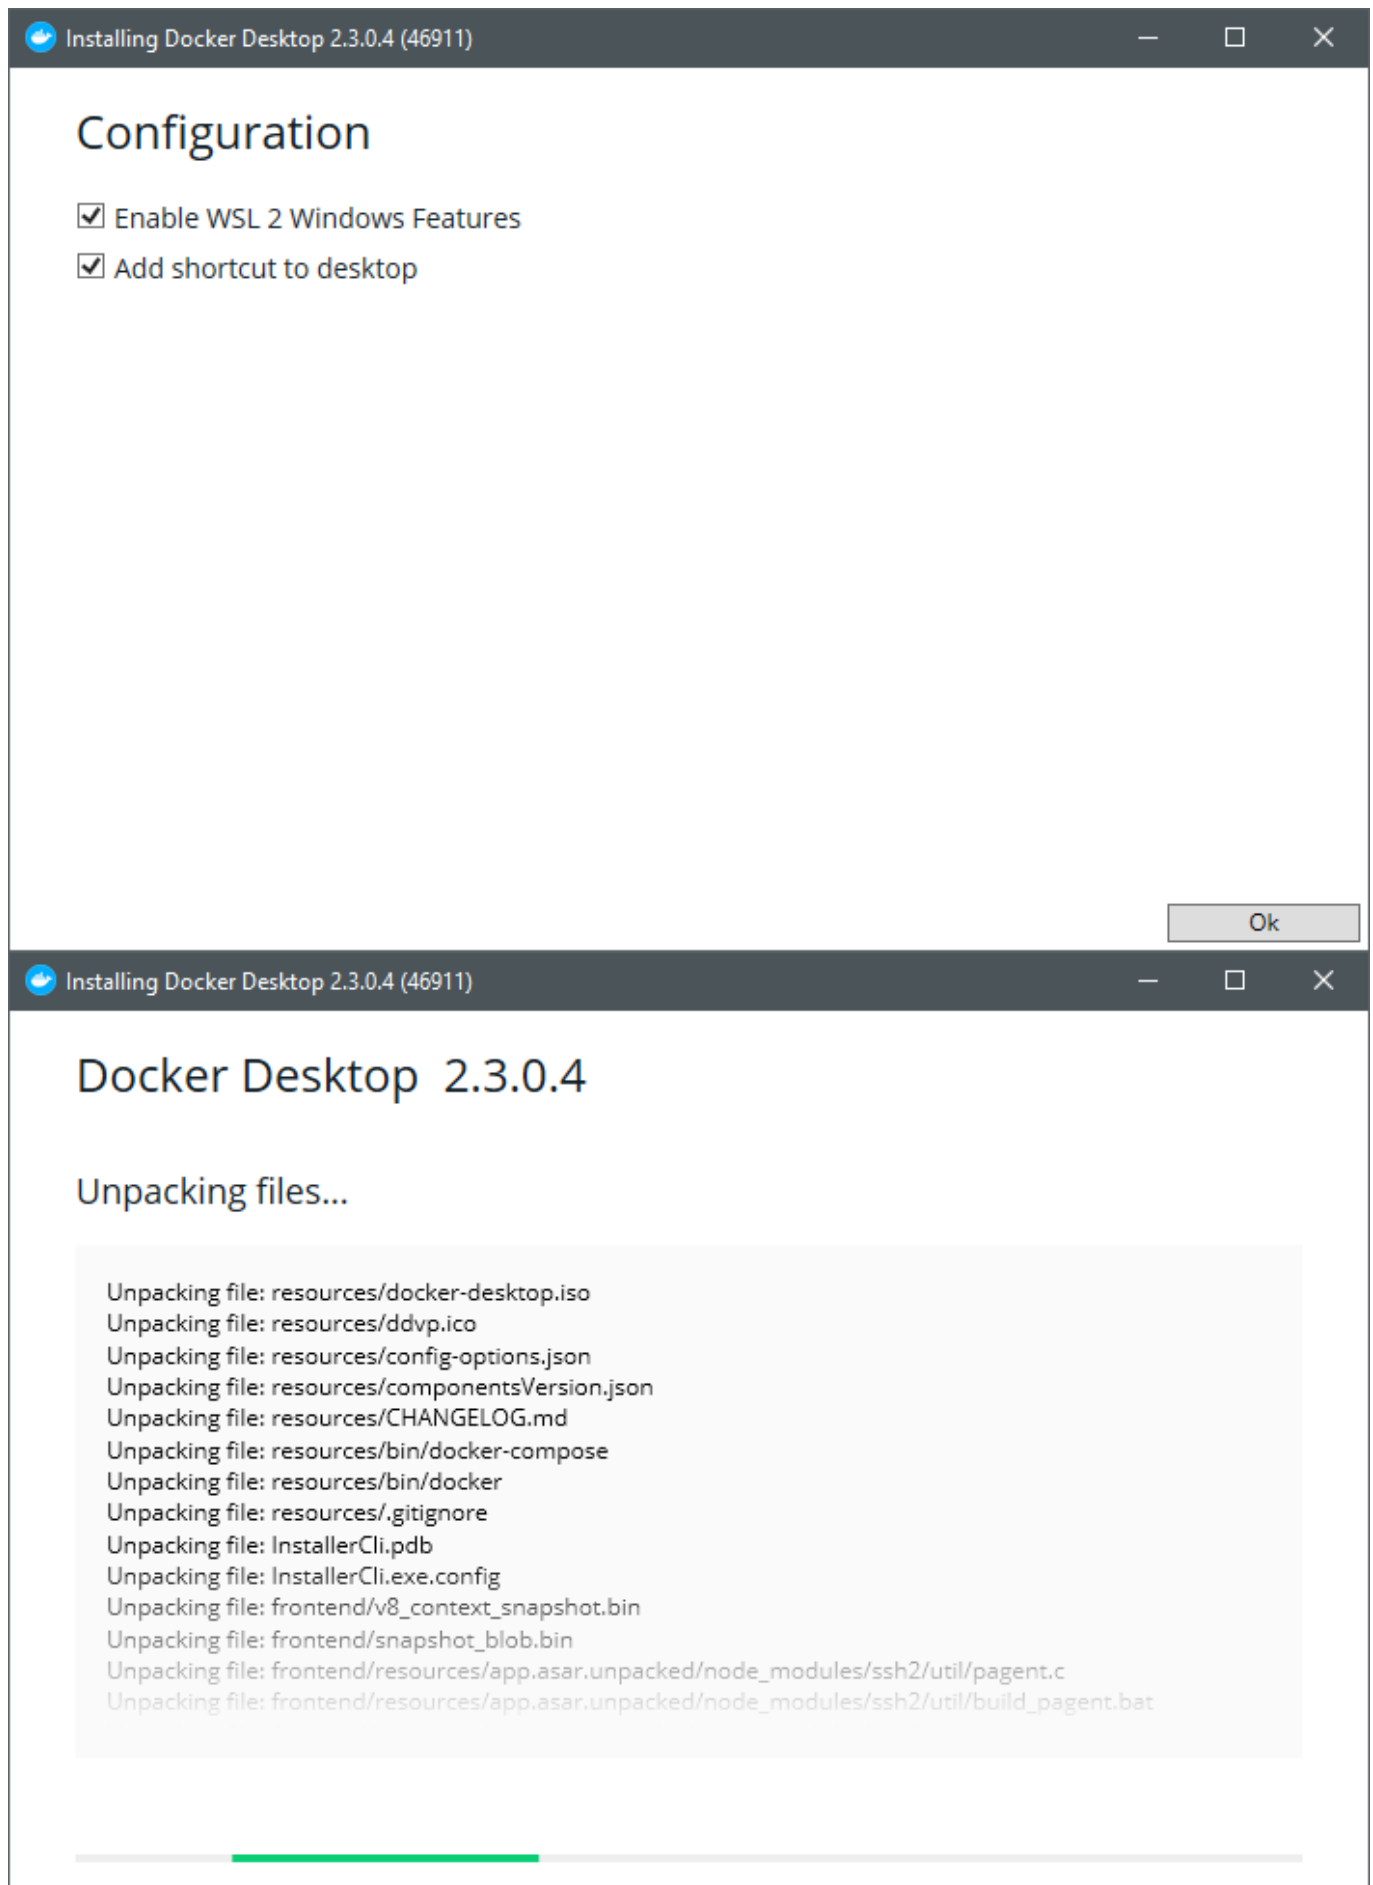 Installing Docker Desktop 2.3.0.4 (46911)
Configuration
Enable WSL 2 Windows Features
Add shortcut to desktop
Ok
Installing Docker Desktop 2.3.0.4 (46911)
Docker Desktop 2.3.0.4
Unpacking files...
Unpacking file: resources/docker-desktop.iso
Unpacking file: resources/ddvp.ico
Unpacking file: resources/config-options.json
Unpacking file: resources/componentsVersion.json
Unpacking file: resources/CHANGELOG.md
Unpacking file: resources/bin/docker-compose
Unpacking file: resources/bin/docker
Unpacking file: resources/.gitignore
Unpacking file: InstallerCli.pdb
Unpacking file: InstallerCli.exe.config
Unpacking file: frontend/v8_context_snapshot.bin
Unpacking file: frontend/snapshot_blob.bin
Unpacking file: frontend/resources/app.asar.unpacked/node_modules/ssh2/util/pagent.c
Unpacking file: frontend/resources/app.asar.unpacked/node_modules/ssh2/util/build_pagent.bat